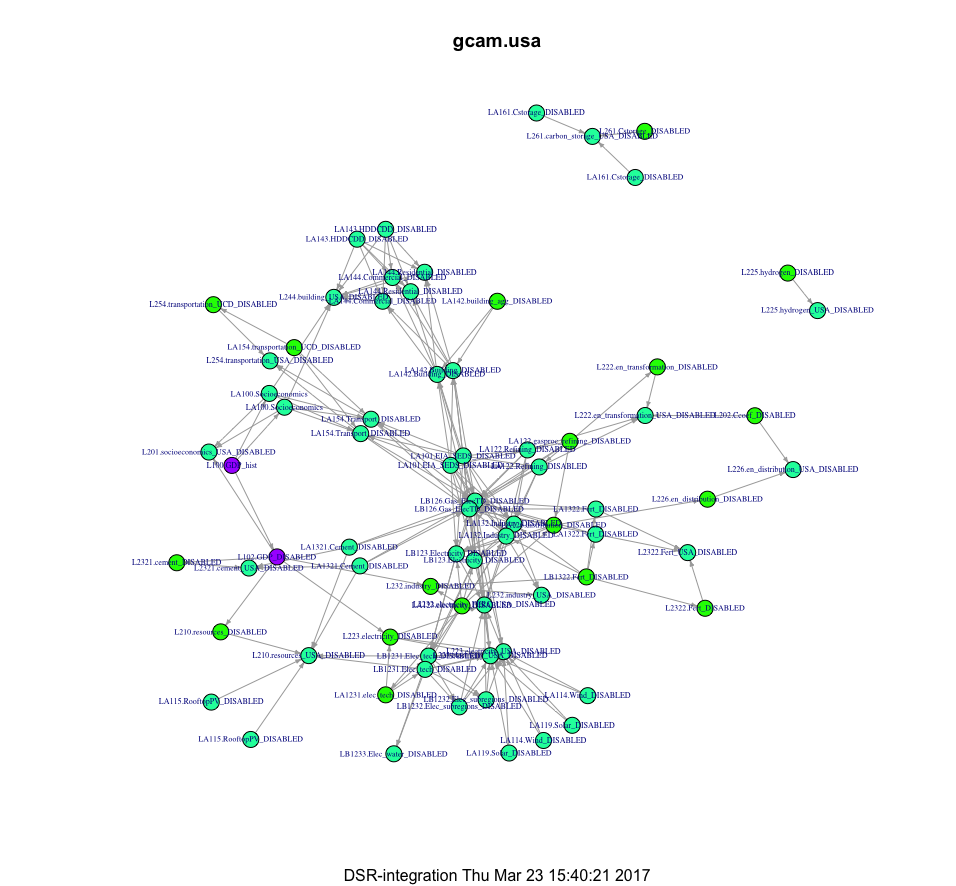 gcam.usa
LA161.Cstorage_DISABLED
L261.Cstorage_DISABLED
L261.carbon_storage_USA_DISABLED
LA161.Cstorage_DISABLED
LA143.HDDCDD_DISABLED
LA143.HDDCDD_DISABLED
LA144.Residential_DISABLED
LA144.Commercial_DISABLED
L225.hydrogen_DISABLED
LA144.Residential_DISABLED
L244.building_USA_DISABLED
LA144.Commercial_DISABLED
LA142.building_agg_DISABLED
L254.transportation_UCD_DISABLED
L225.hydrogen_USA_DISABLED
LA154.transportation_UCD_DISABLED
L254.transportation_USA_DISABLED
L222.en_transformation_DISABLED
LA142.Building_DISABLED
LA142.Building_DISABLED
LA100.Socioeconomics
LA100.Socioeconomics
L222.en_transformation_USA_DISABLED
L202.Ccoef_DISABLED
LA154.Transport_DISABLED
LA154.Transport_DISABLED
LA122.Refining_DISABLED
L201.socioeconomics_USA_DISABLED
LA101.EIA_SEDS_DISABLED
LA101.EIA_SEDS_DISABLED
L100.GDP_hist
LA122.Refining_DISABLED
L226.en_distribution_USA_DISABLED
L226.en_distribution_DISABLED
LB126.Gas_ElecTD_DISABLED
LB126.Gas_ElecTD_DISABLED
LA1322.Fert_DISABLED
LA132.Industry_DISABLED
LA132.Industry_DISABLED
LA1322.Fert_DISABLED
LA1321.Cement_DISABLED
LB123.Electricity_DISABLED
LB123.Electricity_DISABLED
L2322.Fert_USA_DISABLED
L102.GDP_DISABLED
L2321.cement_DISABLED
L2321.cement_USA_DISABLED
LA1321.Cement_DISABLED
LB1322.Fert_DISABLED
L232.industry_DISABLED
L232.industry_USA_DISABLED
L2322.Fert_DISABLED
L210.resources_DISABLED
L223.electricity_DISABLED
L210.resources_USA_DISABLED
LB1231.Elec_tech_DISABLED
L223.electricity_USA_DISABLED
LB1231.Elec_tech_DISABLED
LA1231.elec_tech_DISABLED
LA114.Wind_DISABLED
LB1232.Elec_subregions_DISABLED
LB1232.Elec_subregions_DISABLED
LA115.RooftopPV_DISABLED
LA119.Solar_DISABLED
LA115.RooftopPV_DISABLED
LA114.Wind_DISABLED
LB1233.Elec_water_DISABLED
LA119.Solar_DISABLED
DSR-integration Thu Mar 23 15:40:21 2017